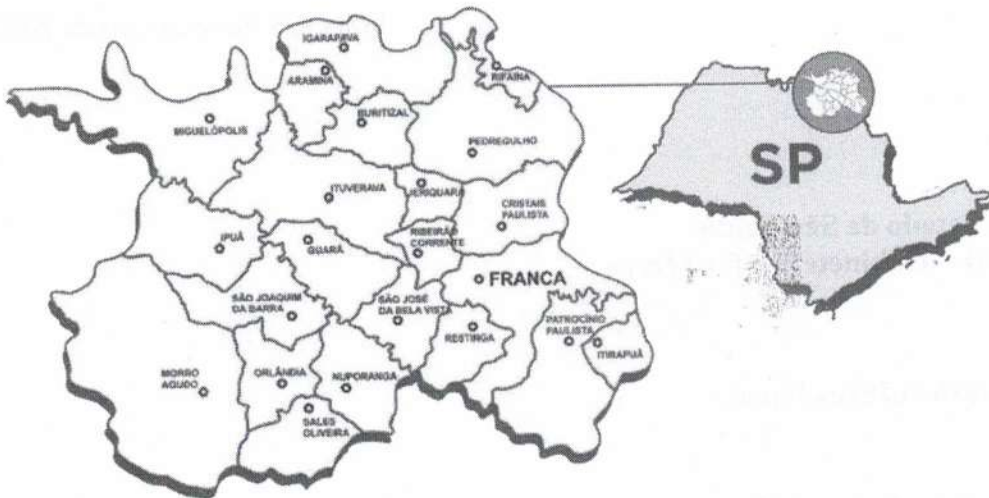 IGARAPAVA
ARAMINA
RIFAINA
MIGUELÓPOLIS
BURITIZAL
PEDREGULHO
SP
ITUVERAVA
JERIQUARA
CRISTAIS
PAULISTA
IPUÃ
GUARÁ
RIBEIRÃO
CORRENTE
FRANCA
SÃO JOAQUIM
DA BARRA
SÃO JOSÉ
DA BELA VISTA
RESTINGA
PATROCÍNIO
PAULISTA
ITIRAPUÃ
MORRO
AGUDO
ORLÂNDIA
NUPORANGA
SALES
OLIVEIRA